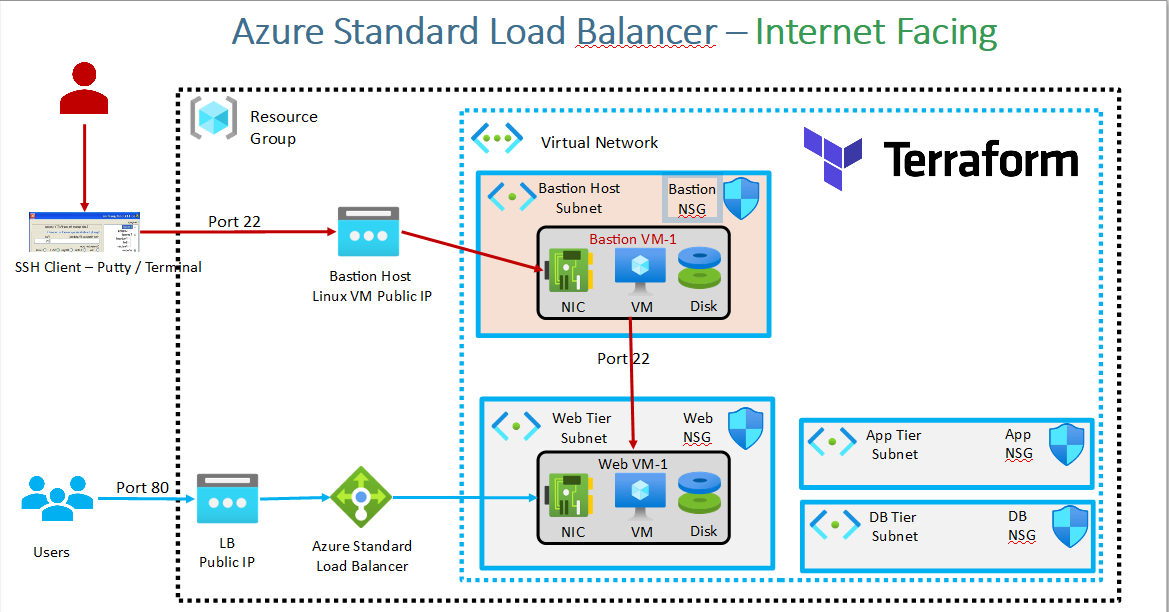 Azure Standard Load Balancer – Internet Facing
Resource
Group
Virtual Network
Terraform
Bastion Host
Subnet
Bastion
NSG
Port 22
SSH Client – Putty / Terminal
Bastion Host
Linux VM Public IP
Bastion VM-1
NIC
VM
Disk
Port 22
Web Tier
Subnet
Web
NSG
Web VM-1
NIC
VM
Disk
App Tier
Subnet
App
NSG
DB Tier
Subnet
DB
NSG
Port 80
Users
LB
Public IP
Azure Standard
Load Balancer